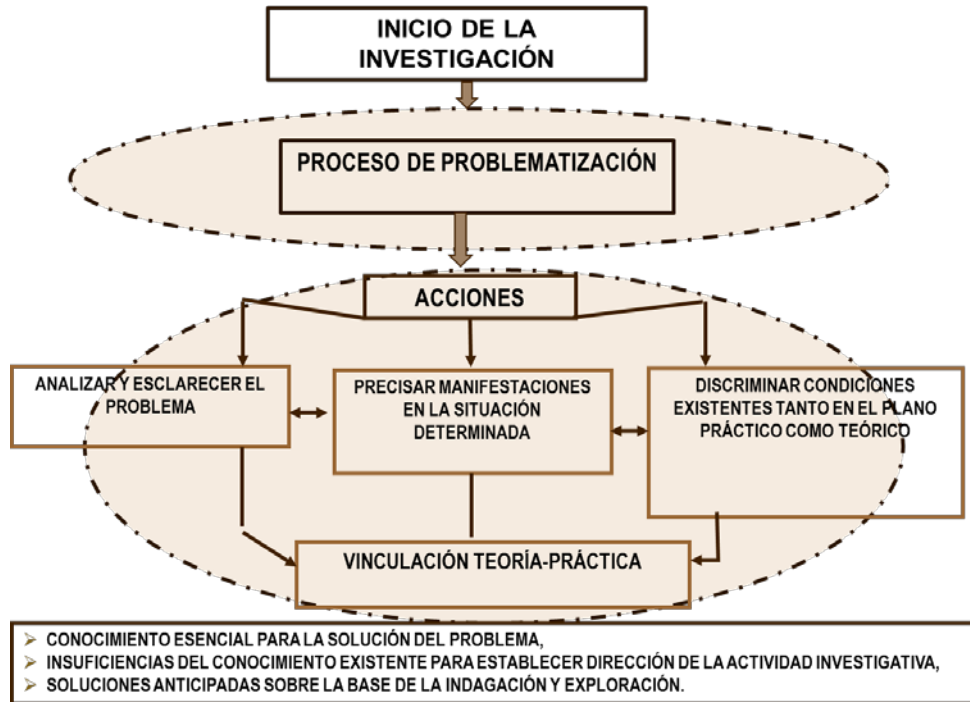 INICIO DE LA
INVESTIGACIÓN
PROCESO DE PROBLEMATIZACIÓN
ACCIONES
ANALIZAR Y ESCLARECER EL
PROBLEMA
PRECISAR MANIFESTACIONES
EN LA SITUACIÓN
DETERMINADA
DISCRIMINAR CONDICIONES
EXISTENTES TANTO EN EL PLANO
PRÁCTICO COMO TEÓRICO
VINCULACIÓN TEORÍA-PRÁCTICA
➢ CONOCIMIENTO ESENCIAL PARA LA SOLUCIÓN DEL PROBLEMA,
➢ INSUFICIENCIAS DEL CONOCIMIENTO EXISTENTE PARA ESTABLECER DIRECCIÓN DE LA ACTIVIDAD INVESTIGATIVA,
➢ SOLUCIONES ANTICIPADAS SOBRE LA BASE DE LA INDAGACIÓN Y EXPLORACIÓN.